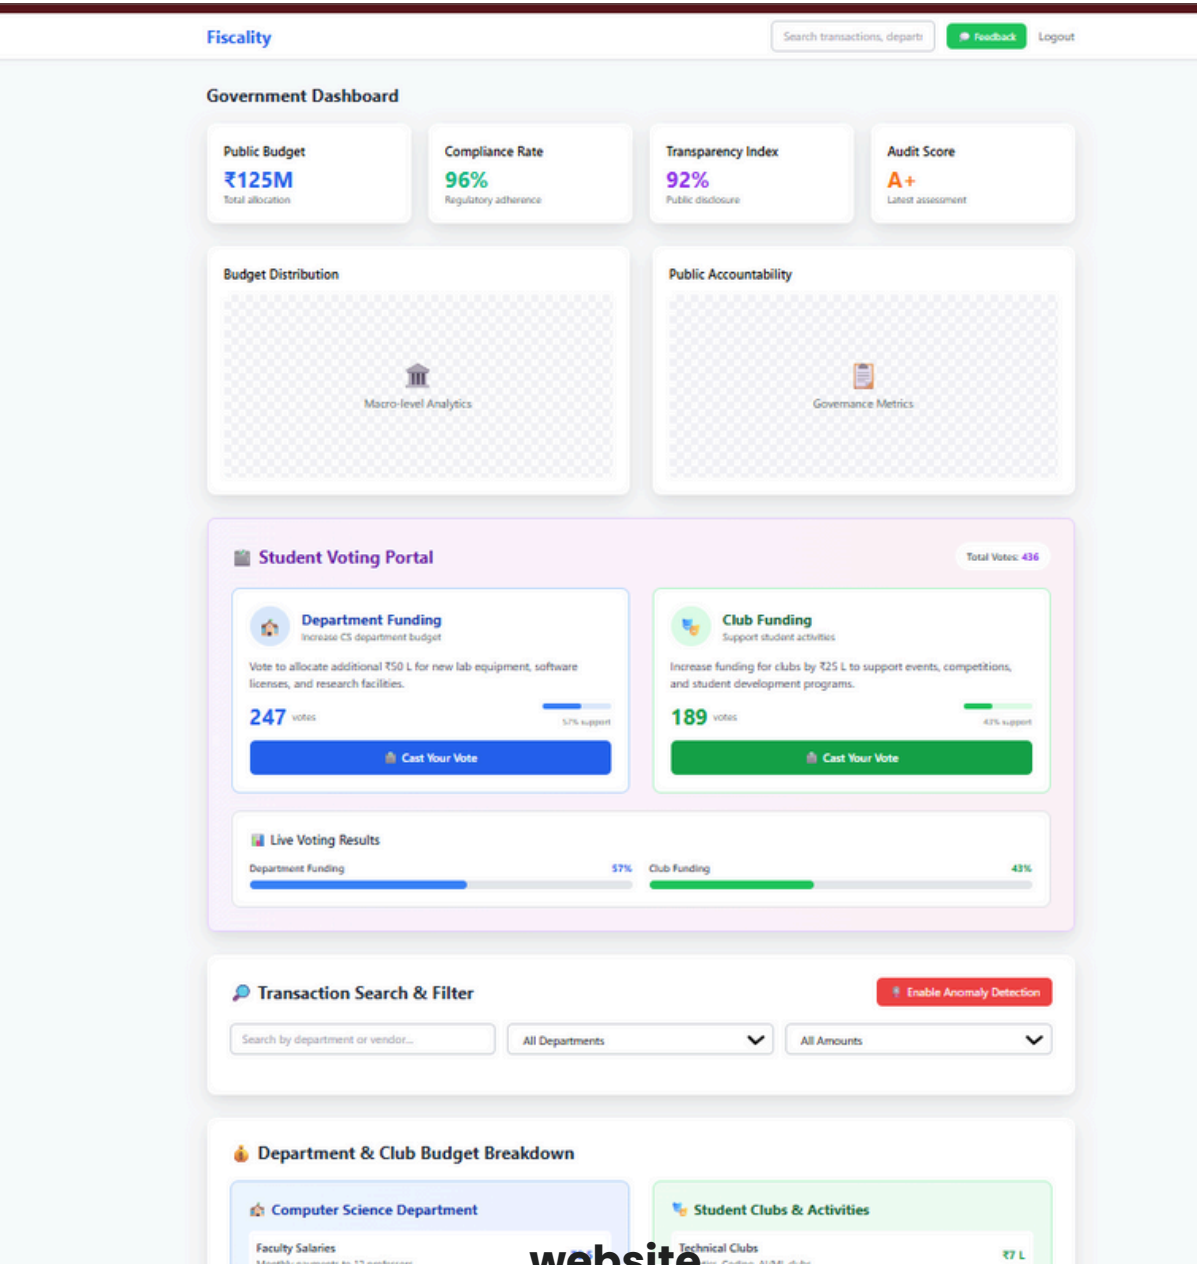 Fiscality
Search transactions, departr
Feedback
Logout
Government Dashboard
Public Budget
₹125M
Total allocation
Compliance Rate
96%
Regulatory adherence
Transparency Index
92%
Public disclosure
Audit Score
A+
Latest assessment
Budget Distribution
Macro-level Analytics
Public Accountability
Governance Metrics
Student Voting Portal
Total Votes: 436
Department Funding
Increase CS department budget
Vote to allocate additional ₹50 L for new lab equipment, software
licenses, and research facilities.
247 votes
57% support
Cast Your Vote
Club Funding
Support student activities
Increase funding for clubs by ₹25 L to support events, competitions,
and student development programs.
189 votes
43% support
Cast Your Vote
Live Voting Results
Department Funding 57%
Club Funding 43%
Transaction Search & Filter
Enable Anomaly Detection
Search by department or vendor...
All Departments
All Amounts
Department & Club Budget Breakdown
Computer Science Department
Faculty Salaries
Student Clubs & Activities
Technical Clubs
₹7 L
website